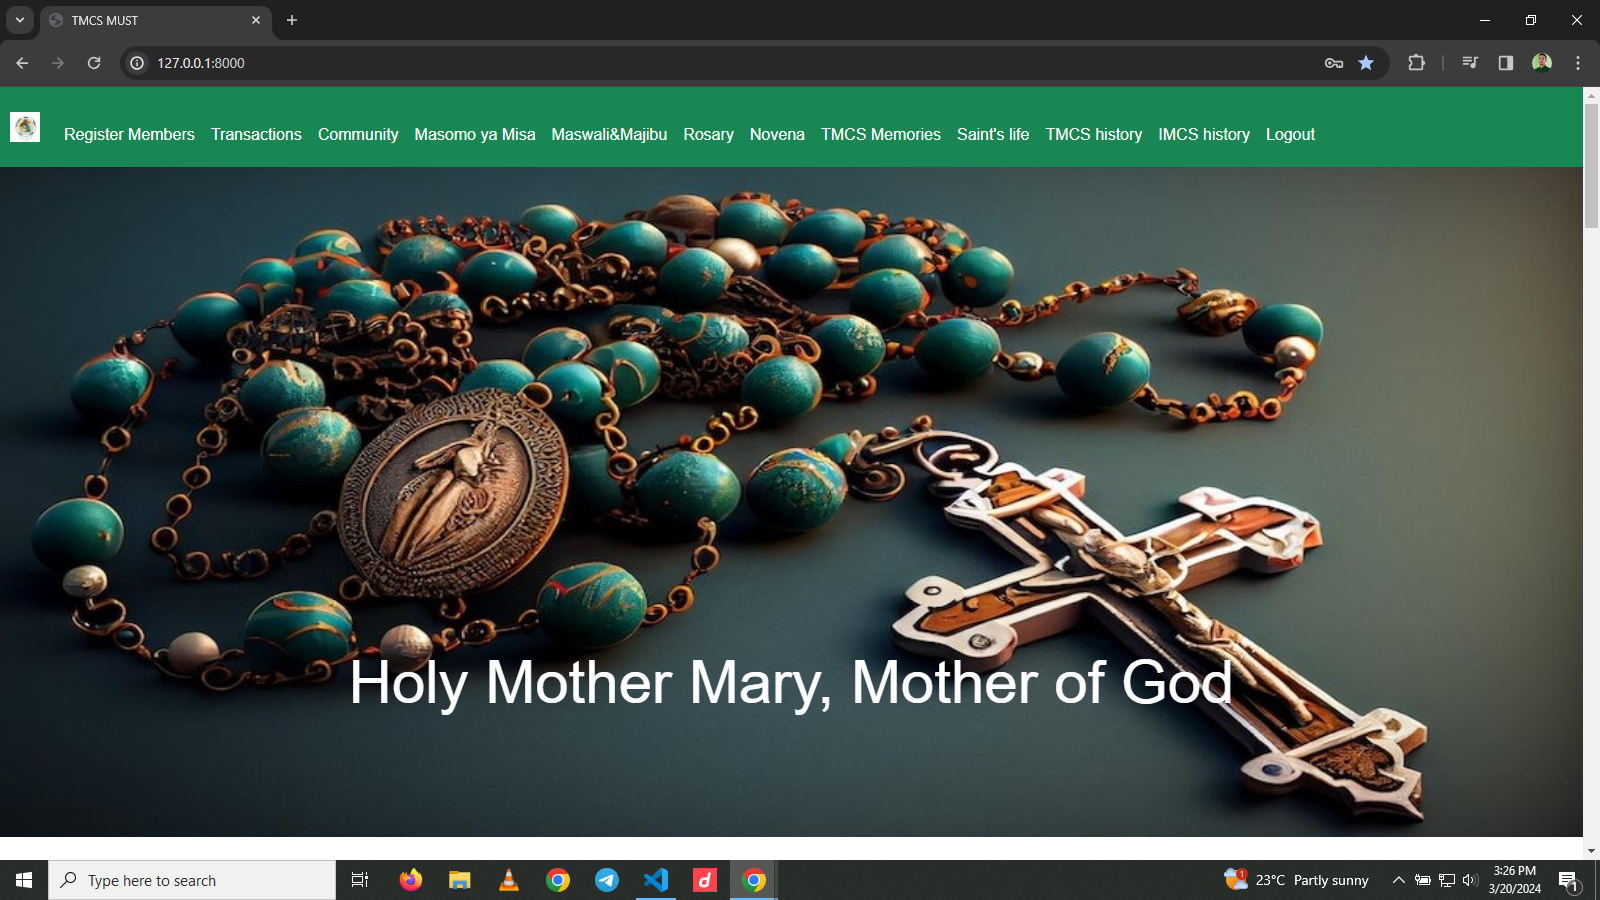 TMCS MUST
127.0.0.1:8000
Register Members Transactions Community Masomo ya Misa Maswali&Majibu Rosary Novena TMCS Memories Saint's life TMCS history IMCS history Logout
Holy Mother Mary, Mother of God
Type here to search
1
23°C Partly sunny
3:26 PM
3/20/2024
1